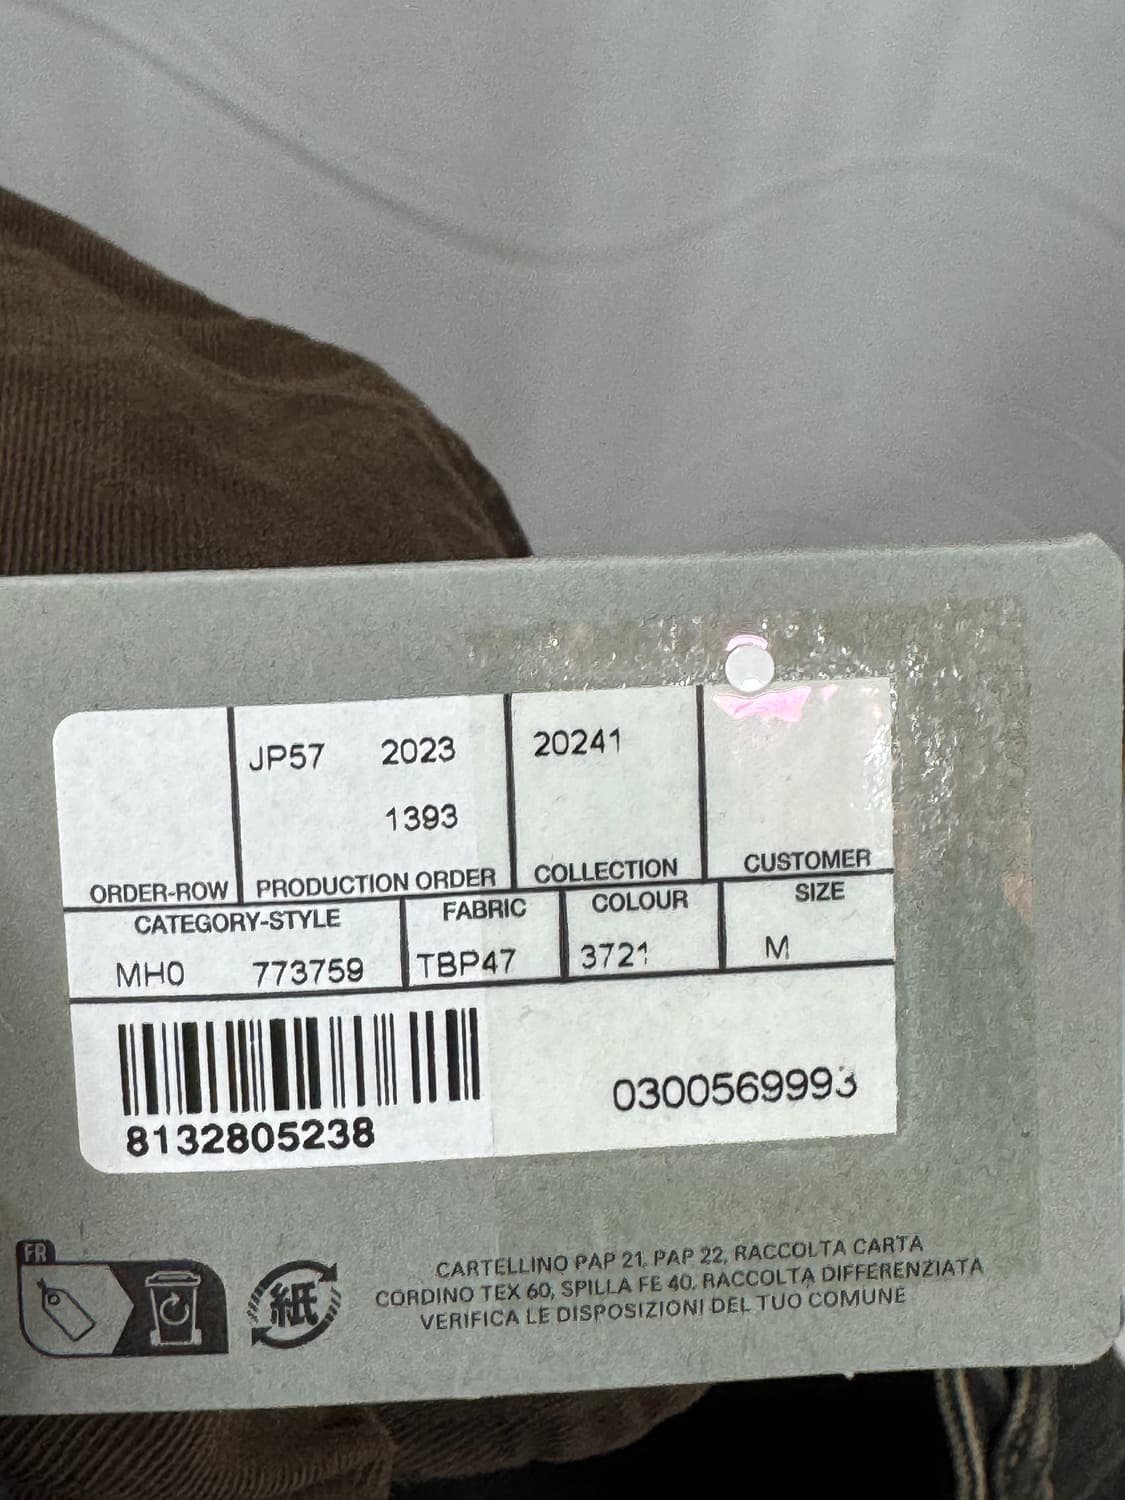 JP57 2023 20241
1393
ORDER-ROW PRODUCTION ORDER COLLECTION CUSTOMER
CATEGORY-STYLE FABRIC COLOUR SIZE
MH0 773759 TBP47 3721 M
8132805238
0300569993
FR
紙
CARTELLINO PAP 21, PAP 22, RACCOLTA CARTA
CORDINO TEX 60, SPILLA FE 40, RACCOLTA DIFFERENZIATA
VERIFICA LE DISPOSIZIONI DEL TUO COMUNE